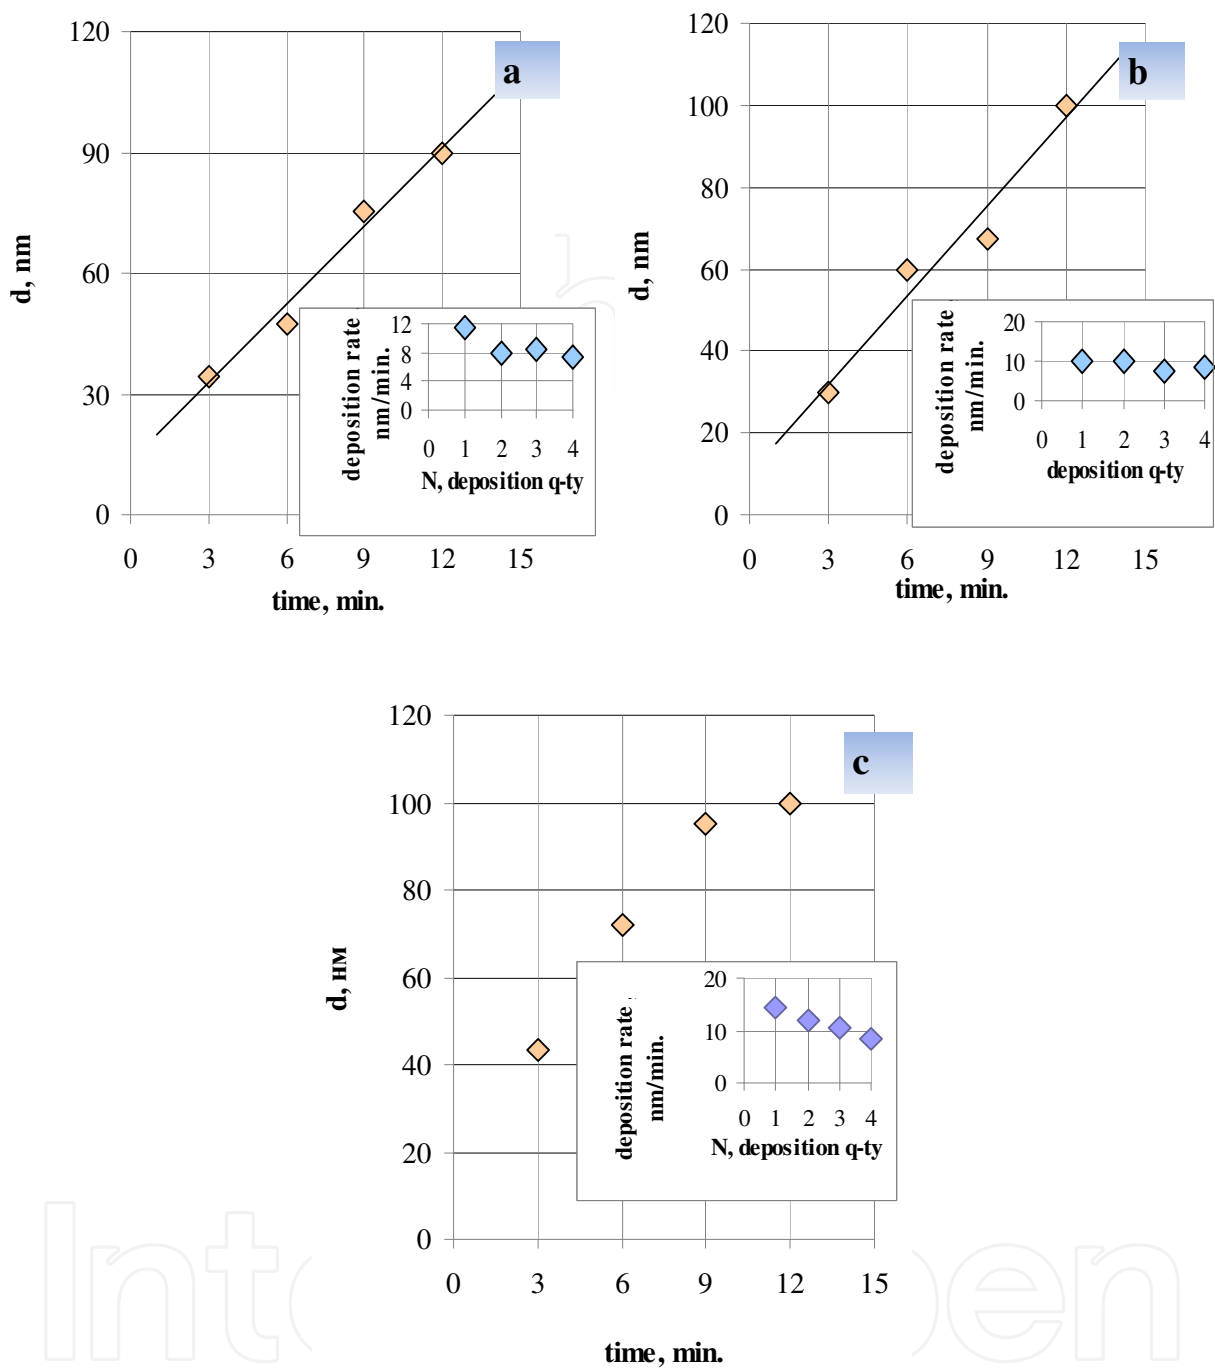 120
a
90
d, nm
60
30
0
0 3 6 9 12 15
time, min.
deposition rate
nm/min.
12
8
4
0
0 1 2 3 4
N, deposition q-ty
120
b
100
80
d, nm
60
40
20
0
0 3 6 9 12 15
time, min.
deposition rate
nm/min.
20
10
0
0 1 2 3 4
deposition q-ty
120
c
100
80
d, нм
60
40
20
0
0 3 6 9 12 15
time, min.
deposition rate,
nm/min.
20
10
0
0 1 2 3 4
N, deposition q-ty